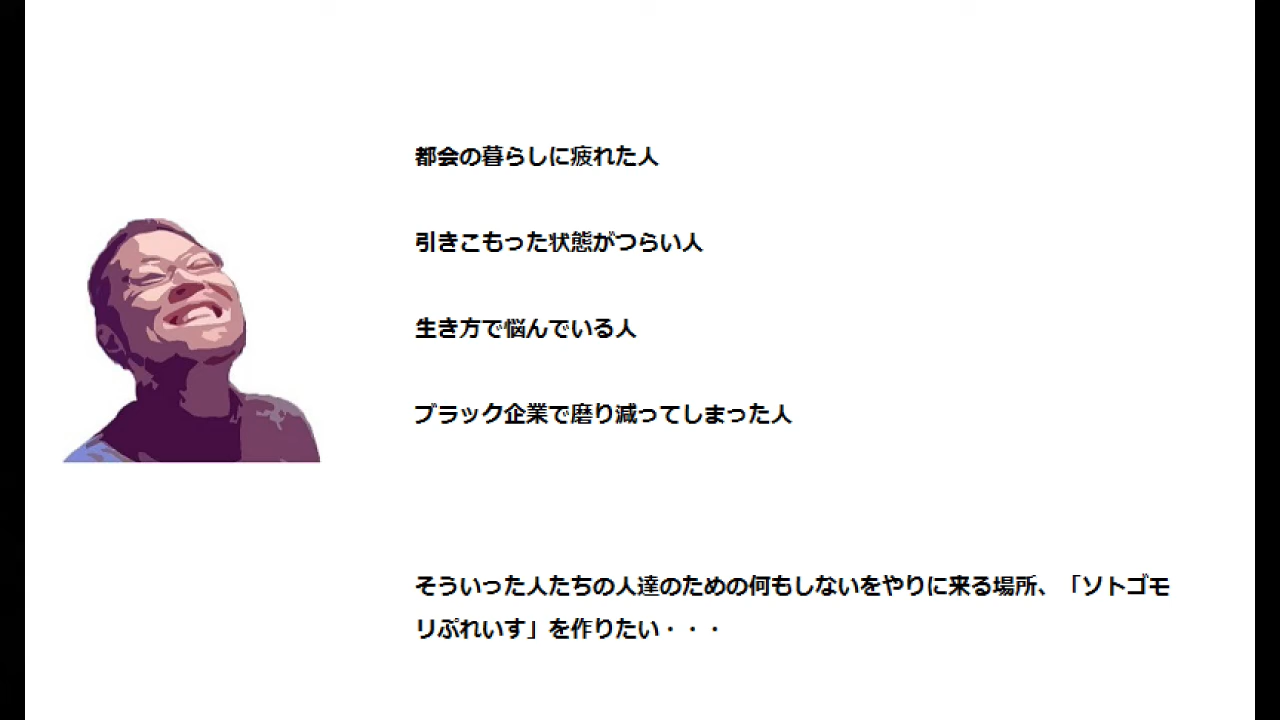 都会の暮らしに疲れた人
引きこもった状態がつらい人
生き方で悩んでいる人
ブラック企業で磨り減ってしまった人
そういった人たちの人達のための何もしないをやりに来る場所、「ソトゴモ
リぷれいす」を作りたい・・・